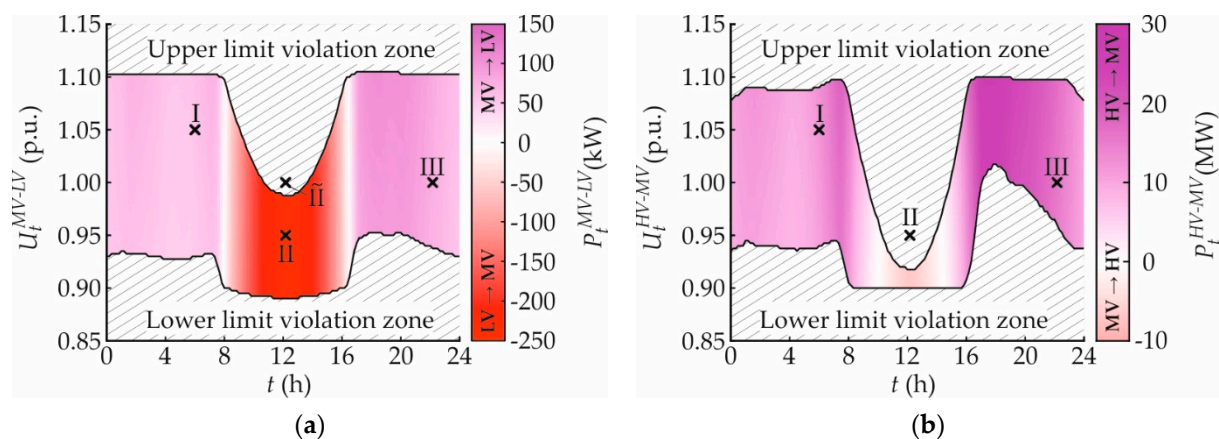 1.15
1.10
1.05
1.00
0.95
0.90
0.85
U_t^{MV-LV} (p.u.)
Upper limit violation zone
I
II
ĨĨ
III
Lower limit violation zone
0 4 8 12 16 20 24
t (h)
150
100
50
0
-50
-100
-150
-200
-250
MV → LV
LV → MV
P_t^{MV-LV} (kW)
(a)
1.15
1.10
1.05
1.00
0.95
0.90
0.85
U_t^{HV-MV} (p.u.)
Upper limit violation zone
I
II
III
Lower limit violation zone
0 4 8 12 16 20 24
t (h)
30
20
10
0
-10
HV → MV
MV → HV
P_t^{HV-MV} (MW)
(b)